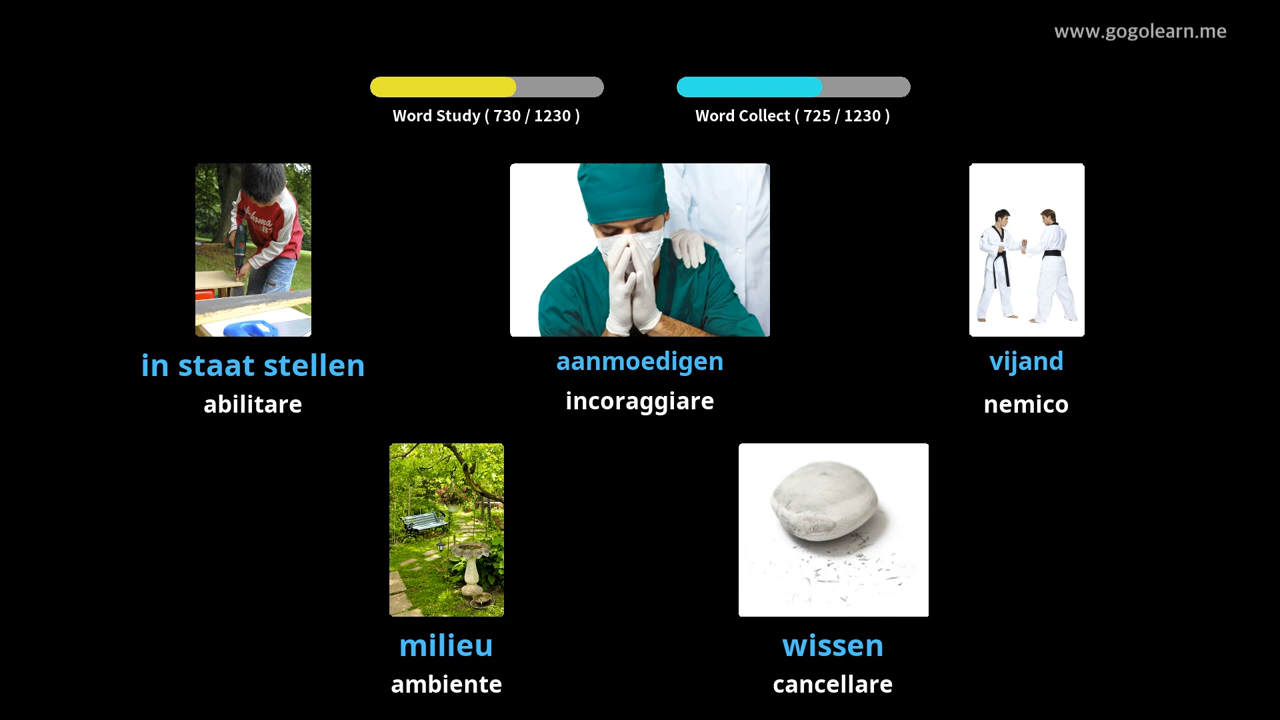 www.gogolearn.me
Word Study ( 730 / 1230 )
Word Collect ( 725 / 1230 )
in staat stellen
abilitare
aanmoedigen
incoraggiare
vijand
nemico
milieu
ambiente
wissen
cancellare